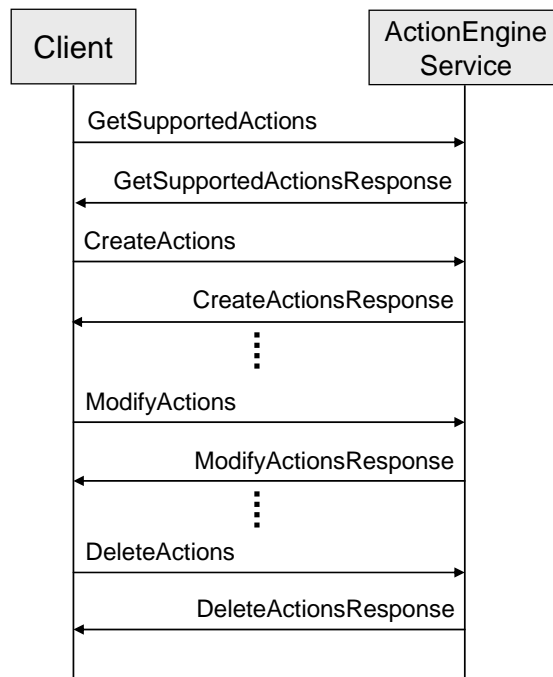 Client
ActionEngine
Service
GetSupportedActions
GetSupportedActionsResponse
CreateActions
CreateActionsResponse
ModifyActions
ModifyActionsResponse
DeleteActions
DeleteActionsResponse